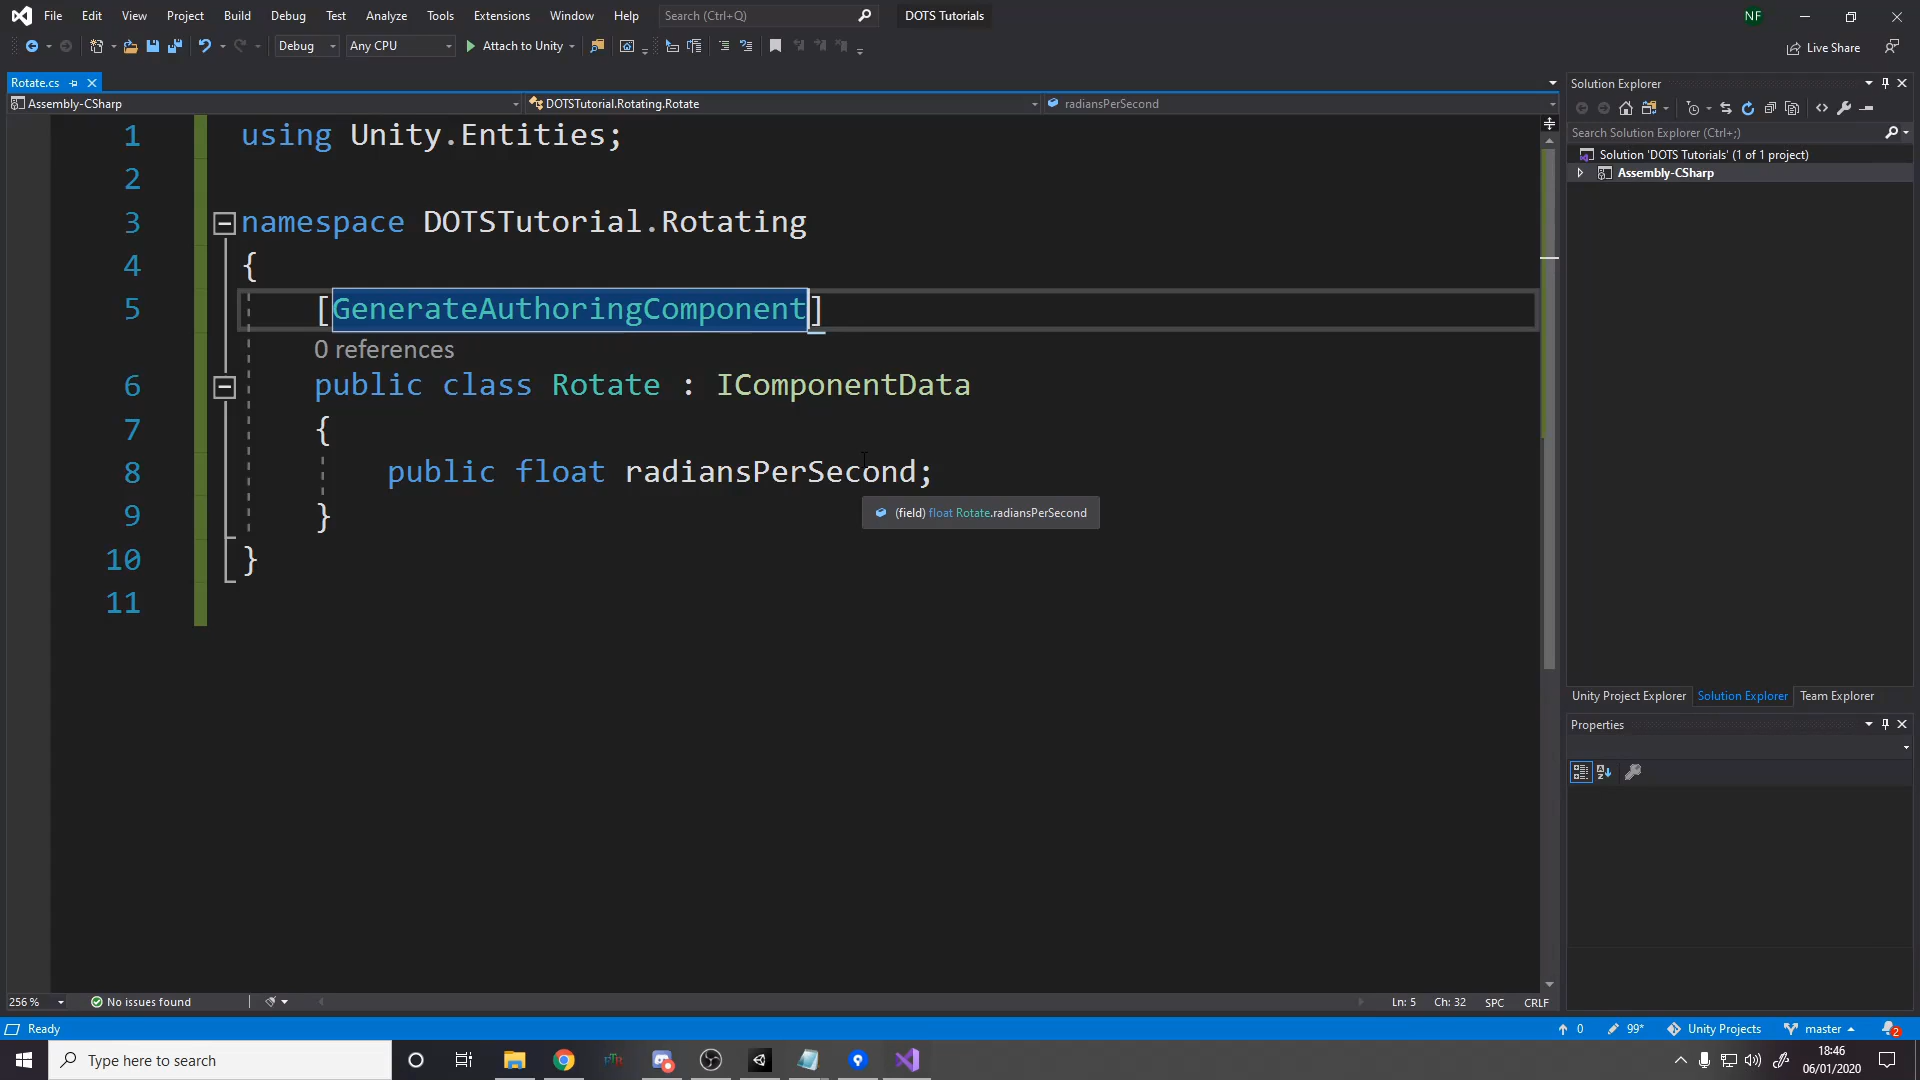 File Edit View Project Build Debug Test Analyze Tools Extensions Window Help Search (Ctrl+Q) DOTS Tutorials NF
Debug Any CPU Attach to Unity Live Share
Rotate.cs
Assembly-CSharp DOTSTutorial.Rotating.Rotate radiansPerSecond
1 using Unity.Entities;
2
3 namespace DOTSTutorial.Rotating
4 {
5 [GenerateAuthoringComponent]
0 references
6 public class Rotate : IComponentData
7 {
8 public float radiansPerSecond;
9 }
(field) float Rotate.radiansPerSecond
10 }
11
Solution Explorer
Search Solution Explorer (Ctrl+;)
Solution 'DOTS Tutorials' (1 of 1 project)
Assembly-CSharp
Unity Project Explorer Solution Explorer Team Explorer
Properties
256 % No issues found Ln: 5 Ch: 32 SPC CRLF
Ready 0 99* Unity Projects master 2
Type here to search
18:46
06/01/2020